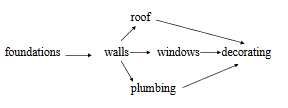 roof
foundations walls windows decorating
plumbing